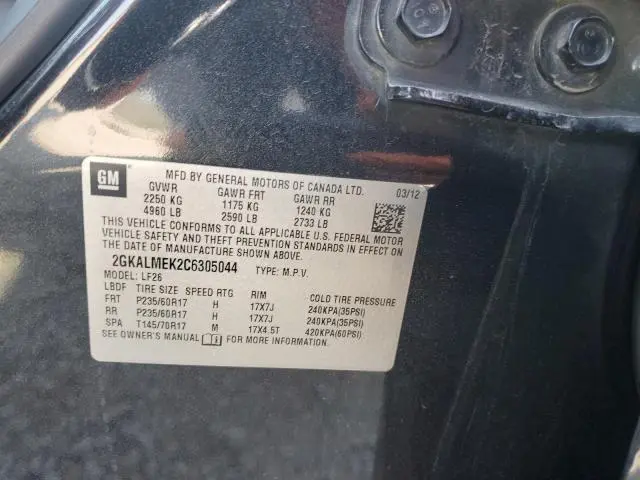 GM
MFD BY GENERAL MOTORS OF CANADA LTD.
03/12
GVWR GAWR FRT GAWR RR
2250 KG 1175 KG 1240 KG
4960 LB 2590 LB 2733 LB
THIS VEHICLE CONFORMS TO ALL APPLICABLE U.S. FEDERAL MOTOR
VEHICLE SAFETY AND THEFT PREVENTION STANDARDS IN EFFECT ON
THE DATE OF MANUFACTURE SHOWN ABOVE.
2GKALMEK2C6305044 TYPE: M.P.V.
MODEL: LF26
LBDF TIRE SIZE SPEED RTG RIM COLD TIRE PRESSURE
FRT P235/60R17 H 17X7J 240KPA(35PSI)
RR P235/60R17 H 17X7J 240KPA(35PSI)
SPA T145/70R17 M 17X4.5T 420KPA(60PSI)
SEE OWNER'S MANUAL FOR MORE INFORMATION.